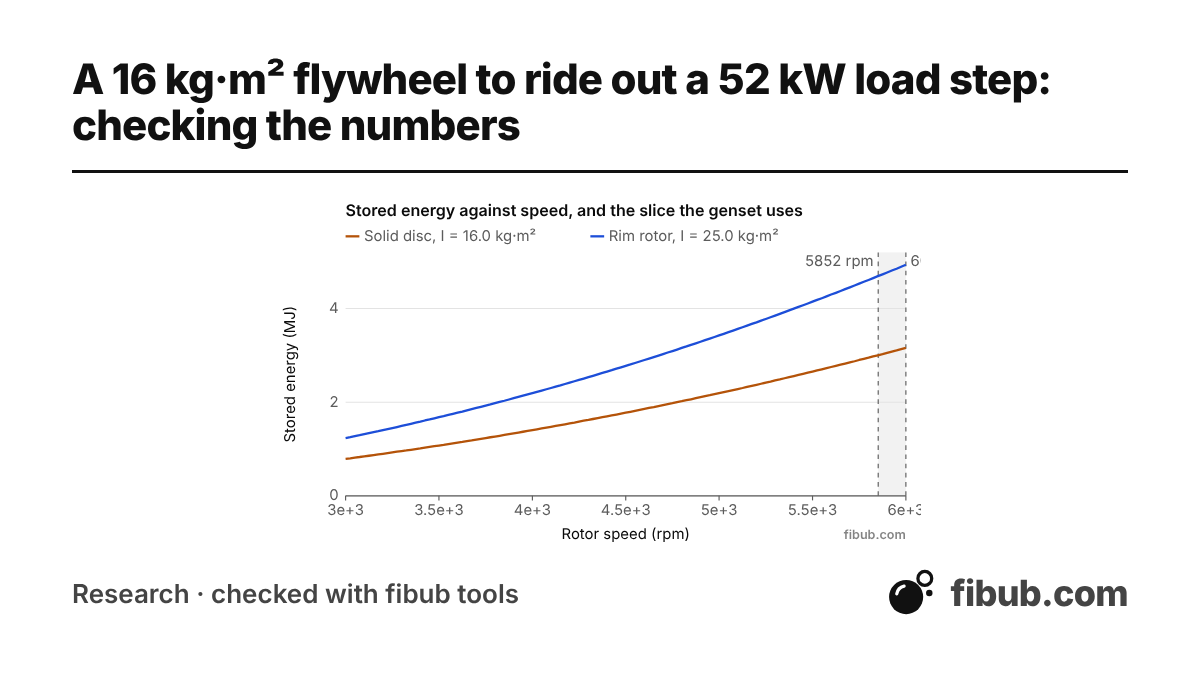 A 16 kg·m² flywheel to ride out a 52 kW load step:
checking the numbers
Stored energy against speed, and the slice the genset uses
Solid disc, I = 16.0 kg·m²
Rim rotor, I = 25.0 kg·m²
5852 rpm
Stored energy (MJ)
4
2
0
3e+3
3.5e+3
4e+3
4.5e+3
5e+3
5.5e+3
6e+3
Rotor speed (rpm)
fibub.com
Research · checked with fibub tools
fibub.com